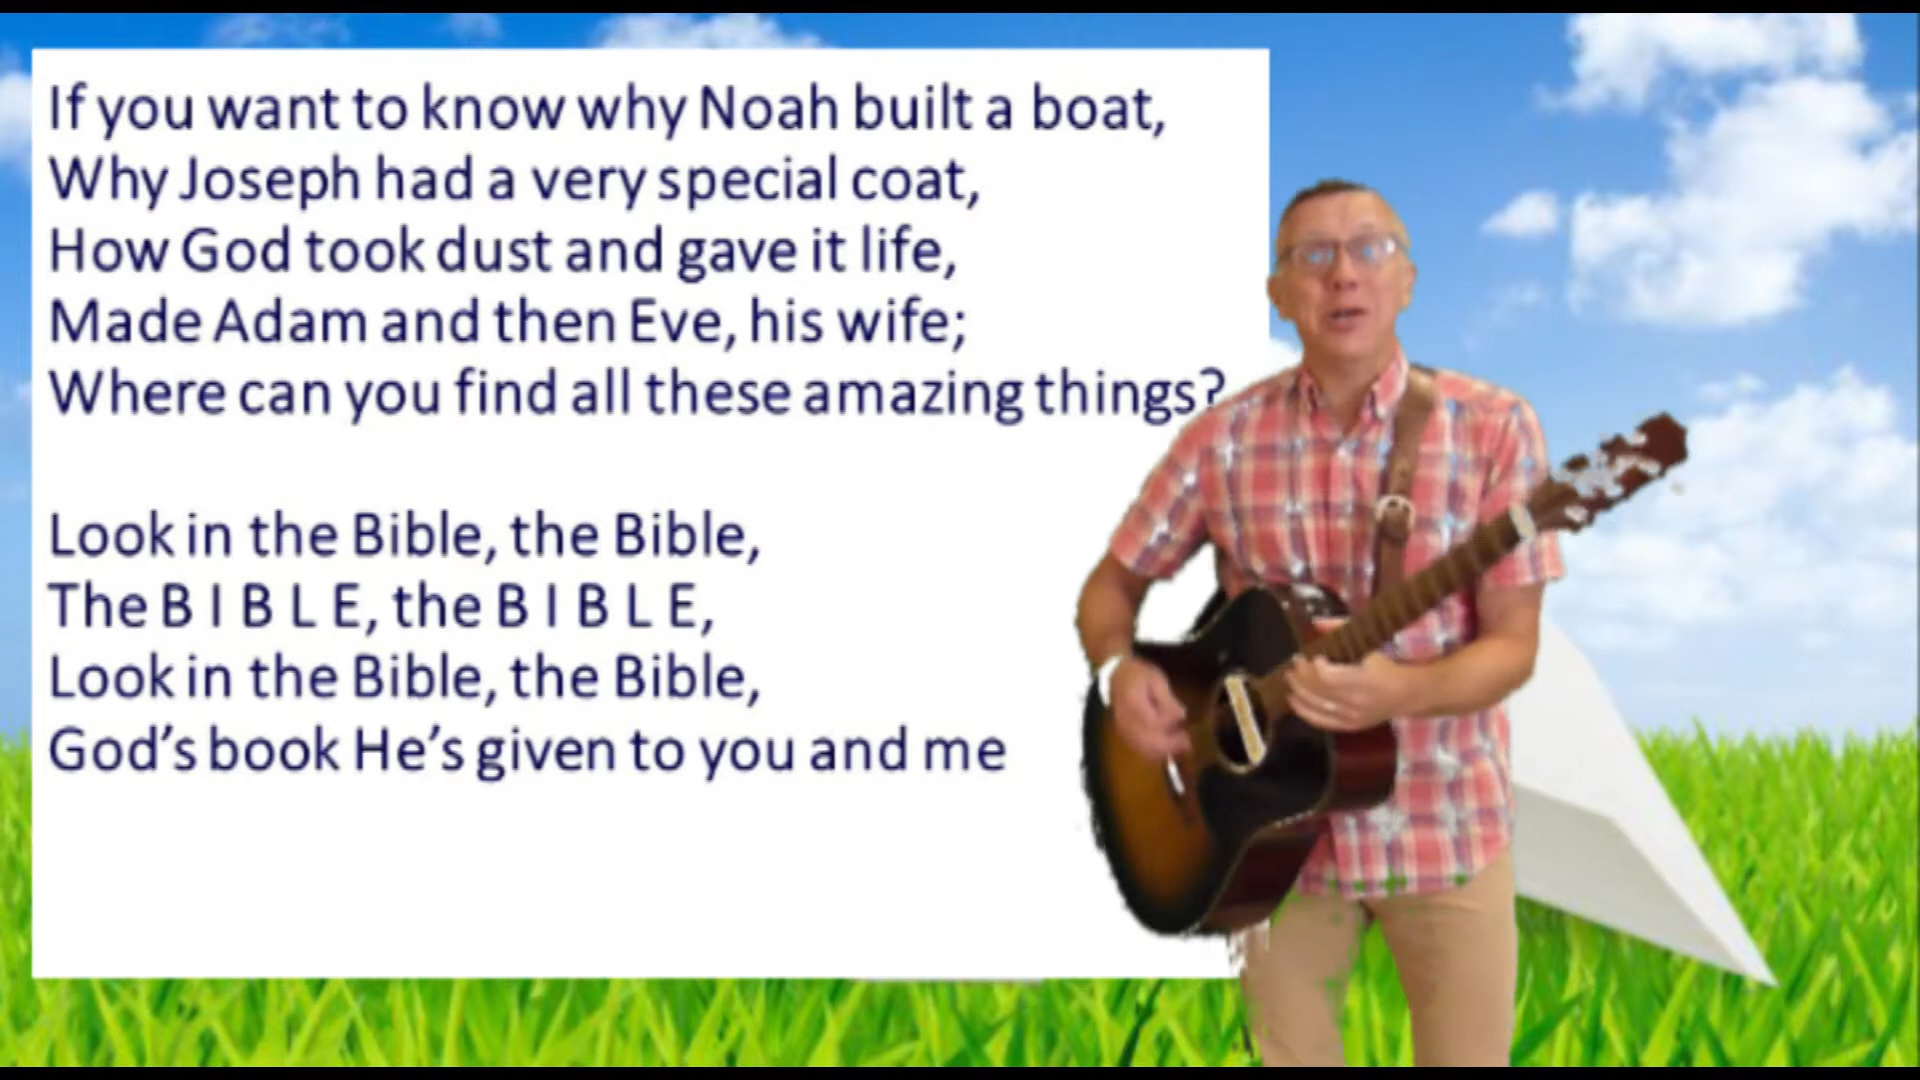 If you want to know why Noah built a boat,
Why Joseph had a very special coat,
How God took dust and gave it life,
Made Adam and then Eve, his wife;
Where can you find all these amazing things?
Look in the Bible, the Bible,
The B I B L E, the B I B L E,
Look in the Bible, the Bible,
God’s book He’s given to you and me